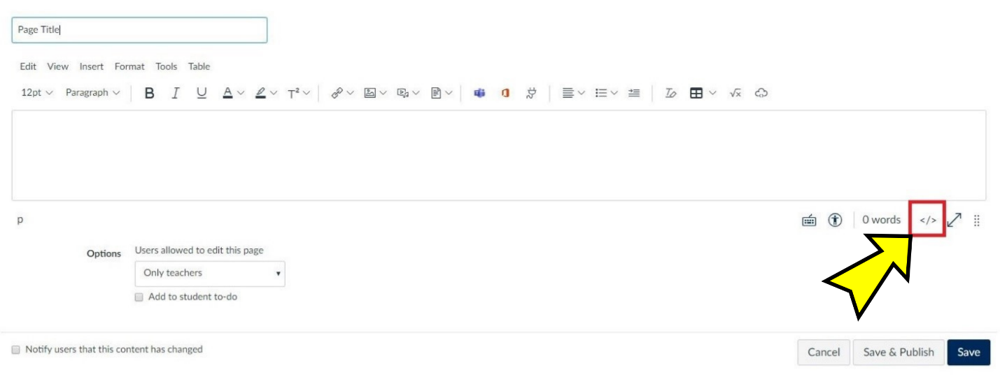 Page Title
Edit View Insert Format Tools Table
12pt Paragraph B I U A T²
√x
p 0 words </>
Options Users allowed to edit this page
Only teachers
Add to student to-do
Notify users that this content has changed
Cancel Save & Publish Save